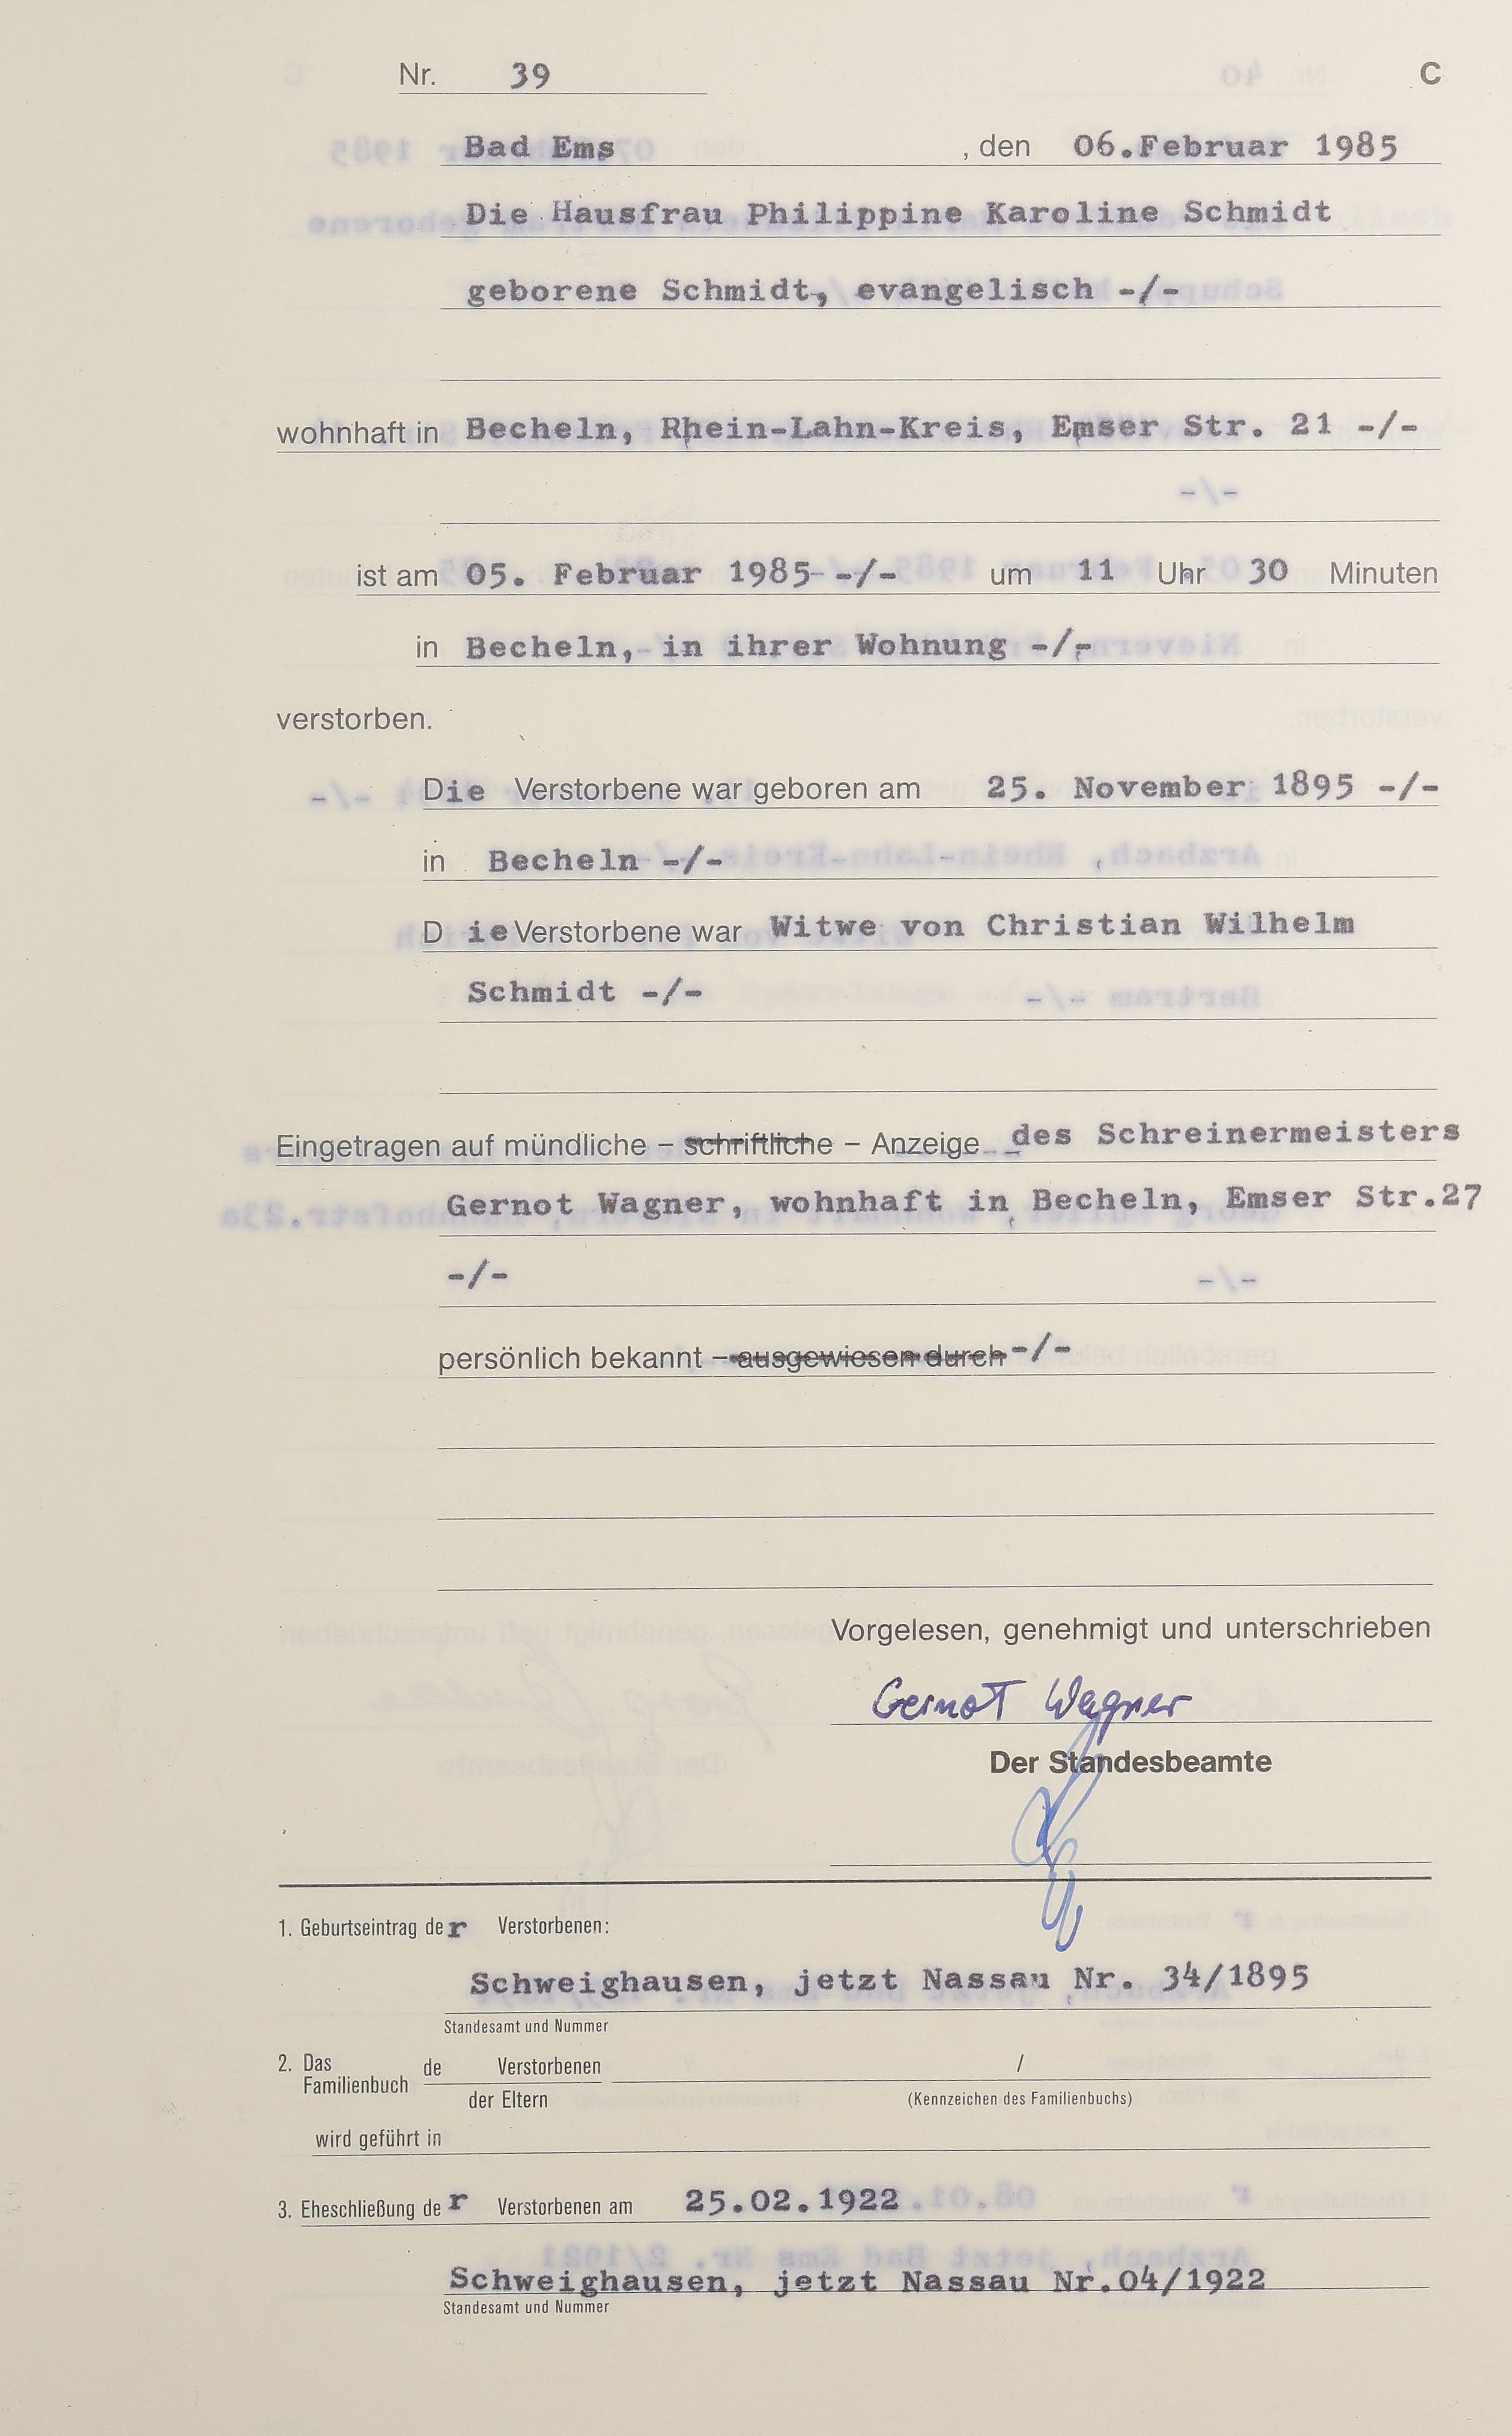 Nr. 39 C
Bad Ems , den 06.Februar 1985
Die Hausfrau Philippine Karoline Schmidt
geborene Schmidt, evangelisch -/-
wohnhaft in Becheln, Rhein-Lahn-Kreis, Emser Str. 21 -/-
ist am 05. Februar 1985 -/- um 11 Uhr 30 Minuten
in Becheln, in ihrer Wohnung -/-
verstorben.
Die Verstorbene war geboren am 25. November 1895 -/-
in Becheln -/-
Die Verstorbene war Witwe von Christian Wilhelm
Schmidt -/-
Eingetragen auf mündliche – schriftliche – Anzeige des Schreinermeisters
Gernot Wagner, wohnhaft in Becheln, Emser Str.27
-/-
persönlich bekannt – ausgewiesen durch -/-
Vorgelesen, genehmigt und unterschrieben
Gernot Wagner
Der Standesbeamte
1. Geburtseintrag der Verstorbenen:
Schweighausen, jetzt Nassau Nr. 34/1895
Standesamt und Nummer
2. Das Familienbuch de Verstorbenen /
der Eltern (Kennzeichen des Familienbuchs)
wird geführt in
3. Eheschließung der Verstorbenen am 25.02.1922
Schweighausen, jetzt Nassau Nr.04/1922
Standesamt und Nummer